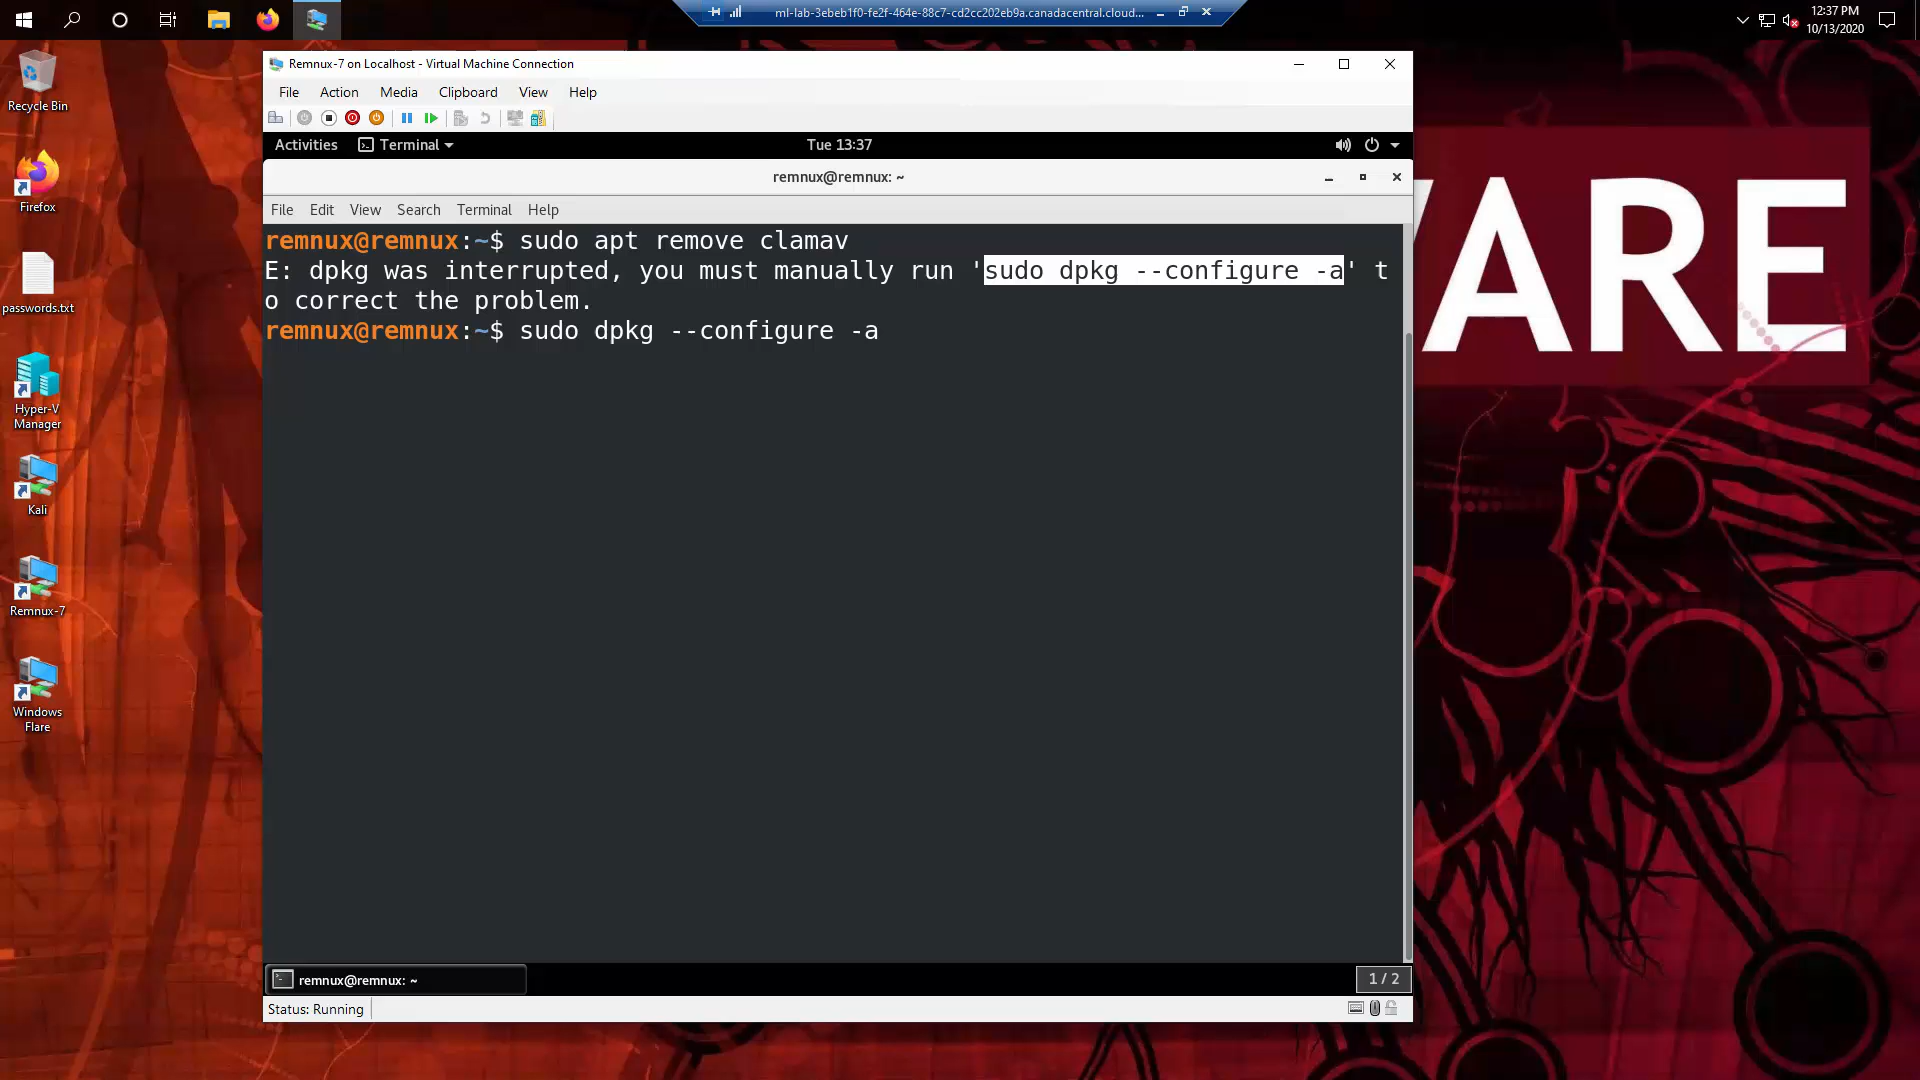 ml-lab-3ebeb1f0-fe2f-464e-88c7-cd2cc202eb9a.canadacentral.cloud...
12:37 PM
10/13/2020
Recycle Bin
Firefox
passwords.txt
Hyper-V
Manager
Kali
Remnux-7
Windows
Flare
Remnux-7 on Localhost - Virtual Machine Connection
File Action Media Clipboard View Help
Activities Terminal Tue 13:37
remnux@remnux: ~
File Edit View Search Terminal Help
remnux@remnux:~$ sudo apt remove clamav
E: dpkg was interrupted, you must manually run 'sudo dpkg --configure -a' t
o correct the problem.
remnux@remnux:~$ sudo dpkg --configure -a
remnux@remnux: ~
1 / 2
Status: Running
ARE